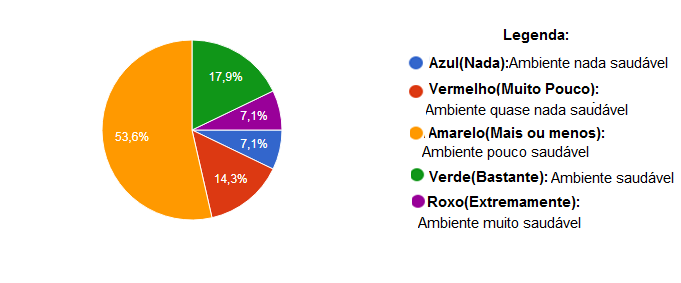 Legenda:
17,9%
Azul(Nada):Ambiente nada saudável
Vermelho(Muito Pouco):
7,1%
Ambiente quase nada saudável
53,6%
Amarelo(Mais ou menos):
7,1%
Ambiente pouco saudável
14,3%
Verde(Bastante): Ambiente saudável
Roxo(Extremamente):
Ambiente muito saudável